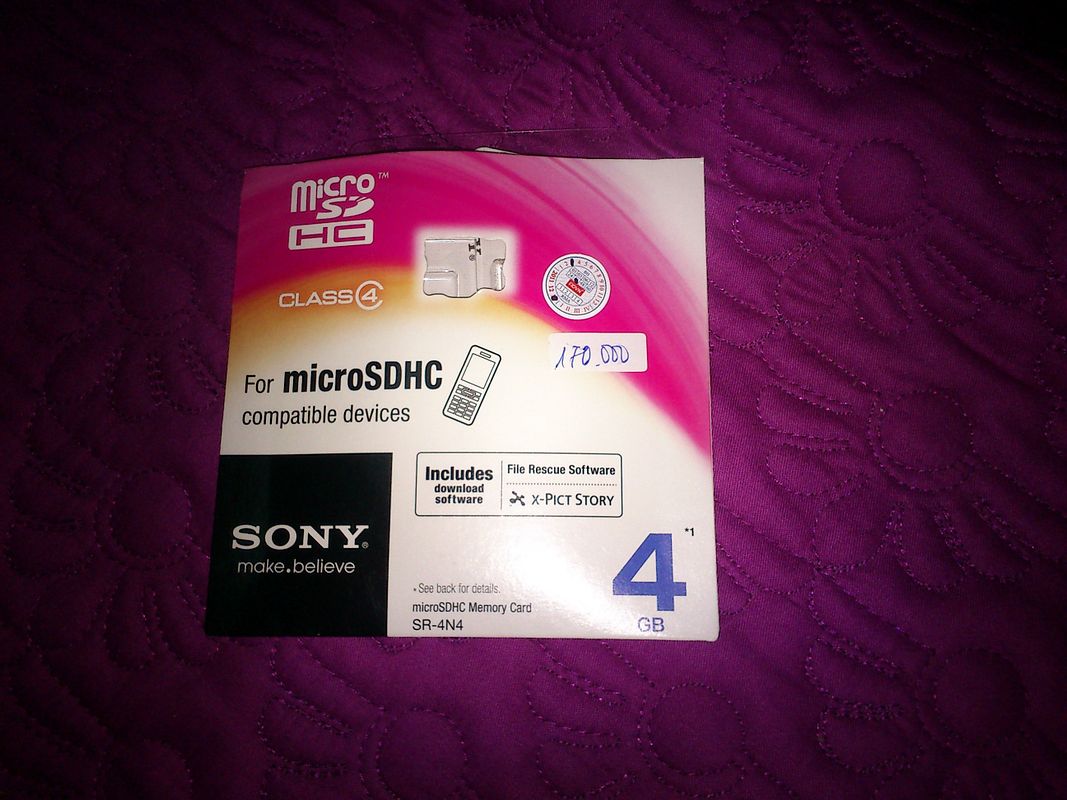 micro
SD
HC
TM
CLASS 4
170.000
For microSDHC
compatible devices
Includes
download
software
File Rescue Software
X-PICT STORY
SONY®
make.believe
*1
4
GB
• See back for details.
microSDHC Memory Card
SR-4N4